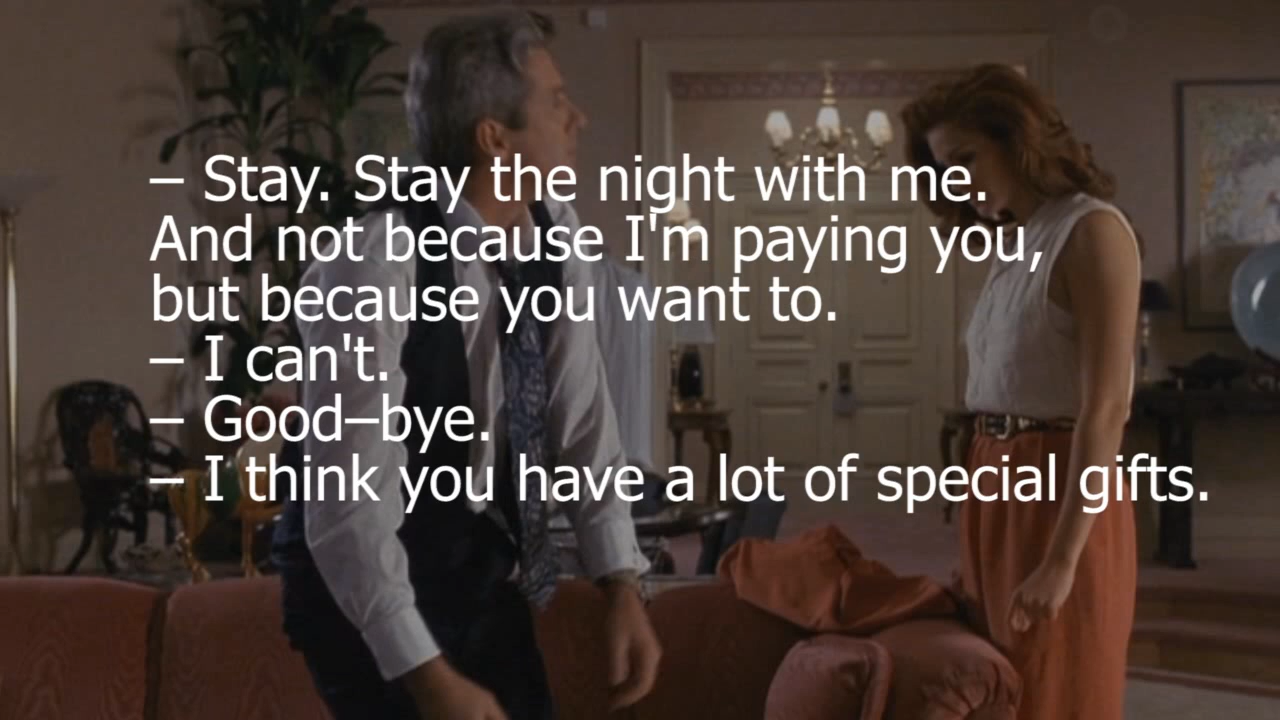 – Stay. Stay the night with me.
And not because I'm paying you,
but because you want to.
– I can't.
– Good–bye.
– I think you have a lot of special gifts.